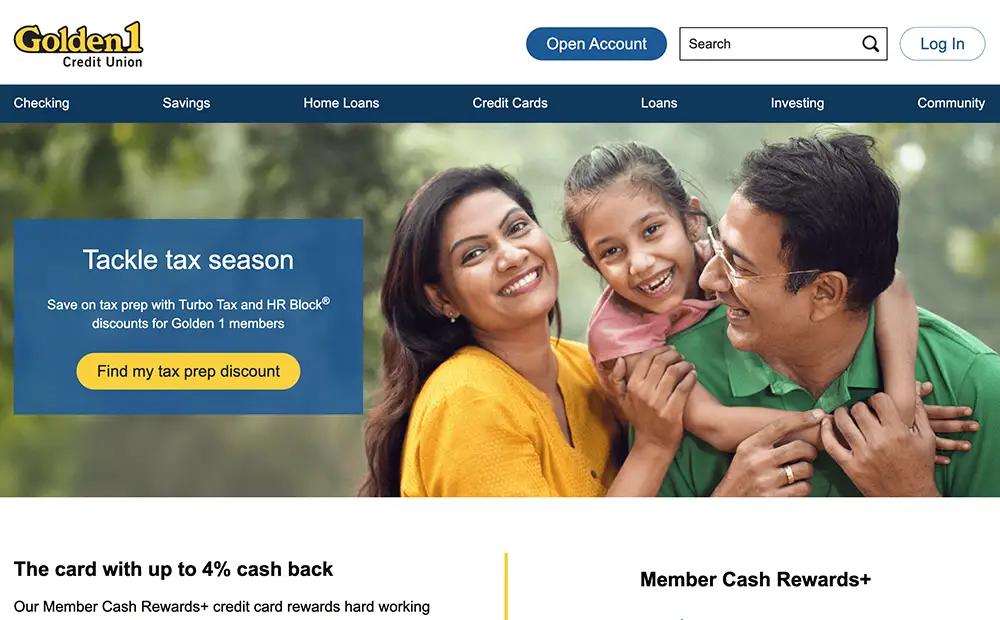 Golden1
Credit Union
Open Account
Search
Log In
Checking
Savings
Home Loans
Credit Cards
Loans
Investing
Community
Tackle tax season
Save on tax prep with Turbo Tax and HR Block®
discounts for Golden 1 members
Find my tax prep discount
The card with up to 4% cash back
Our Member Cash Rewards+ credit card rewards hard working
Member Cash Rewards+